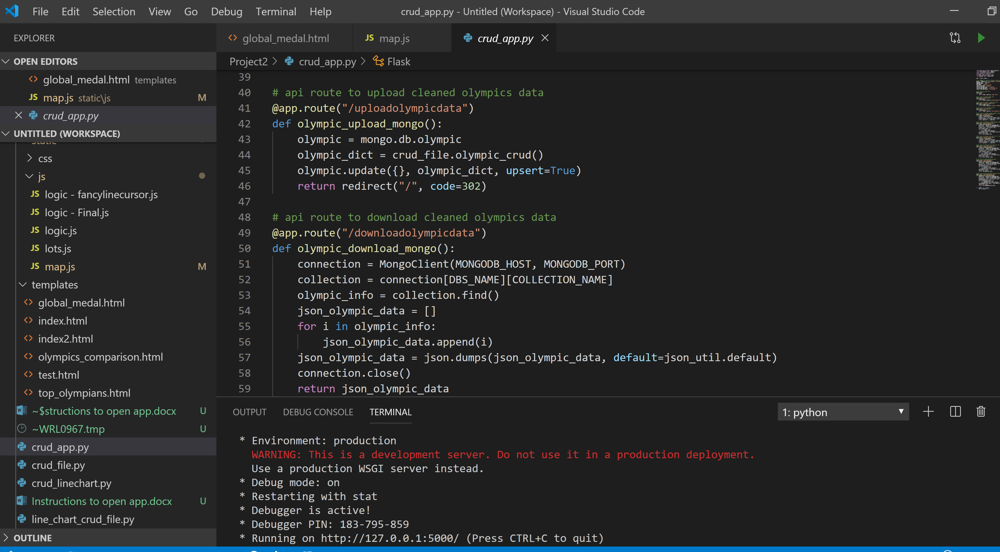 File Edit Selection View Go Debug Terminal Help crud_app.py - Untitled (Workspace) - Visual Studio Code
EXPLORER
OPEN EDITORS
global_medal.html templates
JS map.js static\js M
crud_app.py
UNTITLED (WORKSPACE)
static
css
js
JS logic - fancylinecursor.js
JS logic - Final.js
JS logic.js
JS lots.js
JS map.js M
templates
global_medal.html
index.html
index2.html
olympics_comparison.html
test.html
top_olympians.html
~$structions to open app.docx U
~WRL0967.tmp U
crud_app.py
crud_file.py
crud_linechart.py
Instructions to open app.docx U
line_chart_crud_file.py
OUTLINE
global_medal.html JS map.js crud_app.py
Project2 > crud_app.py > Flask
39
40 # api route to upload cleaned olympics data
41 @app.route("/uploadolympicdata")
42 def olympic_upload_mongo():
43     olympic = mongo.db.olympic
44     olympic_dict = crud_file.olympic_crud()
45     olympic.update({}, olympic_dict, upsert=True)
46     return redirect("/", code=302)
47
48 # api route to download cleaned olympics data
49 @app.route("/downloadolympicdata")
50 def olympic_download_mongo():
51     connection = MongoClient(MONGODB_HOST, MONGODB_PORT)
52     collection = connection[DBS_NAME][COLLECTION_NAME]
53     olympic_info = collection.find()
54     json_olympic_data = []
55     for i in olympic_info:
56         json_olympic_data.append(i)
57     json_olympic_data = json.dumps(json_olympic_data, default=json_util.default)
58     connection.close()
59     return json_olympic_data
OUTPUT DEBUG CONSOLE TERMINAL 1: python
* Environment: production
WARNING: This is a development server. Do not use it in a production deployment.
Use a production WSGI server instead.
* Debug mode: on
* Restarting with stat
* Debugger is active!
* Debugger PIN: 183-795-859
* Running on http://127.0.0.1:5000/ (Press CTRL+C to quit)